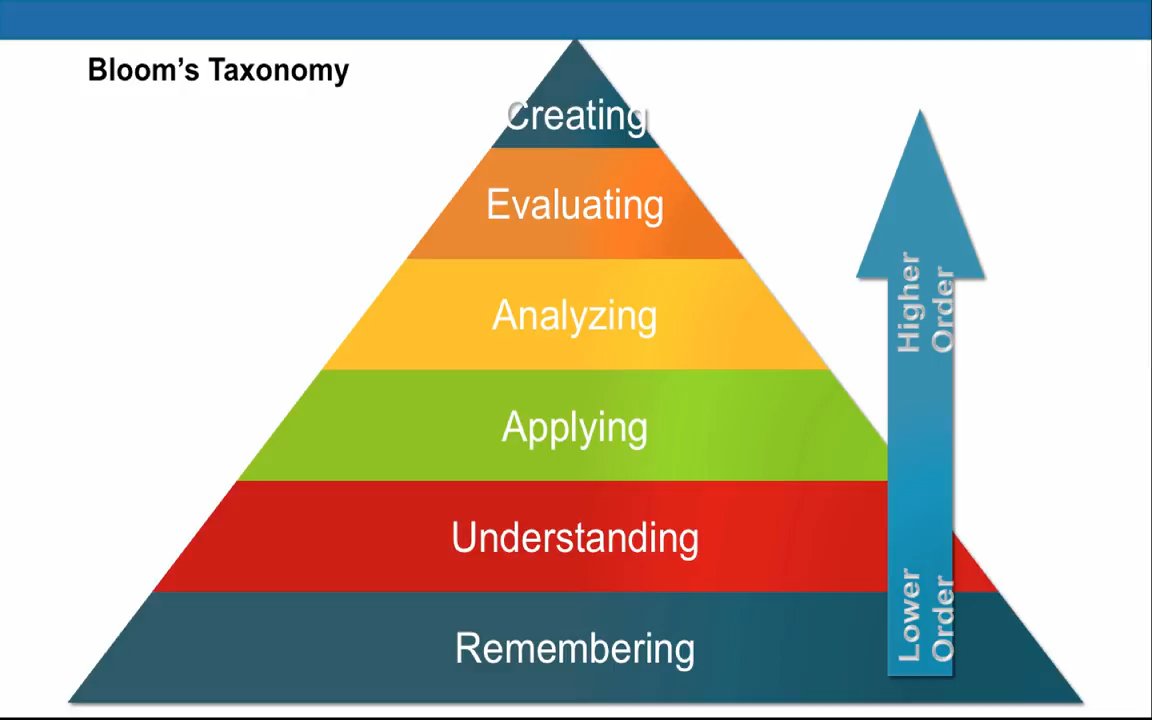 Bloom’s Taxonomy
Creating
Evaluating
Analyzing
Applying
Understanding
Remembering
Higher
Order
Lower
Order